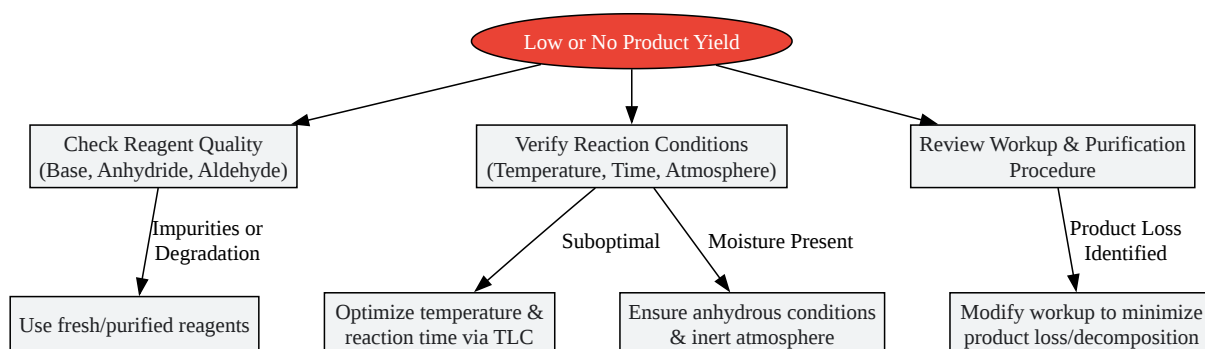 Low or No Product Yield
Check Reagent Quality
(Base, Anhydride, Aldehyde)
Verify Reaction Conditions
(Temperature, Time, Atmosphere)
Review Workup & Purification
Procedure
Impurities or
Degradation
Suboptimal
Moisture Present
Product Loss
Identified
Use fresh/purified reagents
Optimize temperature &
reaction time via TLC
Ensure anhydrous conditions
& inert atmosphere
Modify workup to minimize
product loss/decomposition